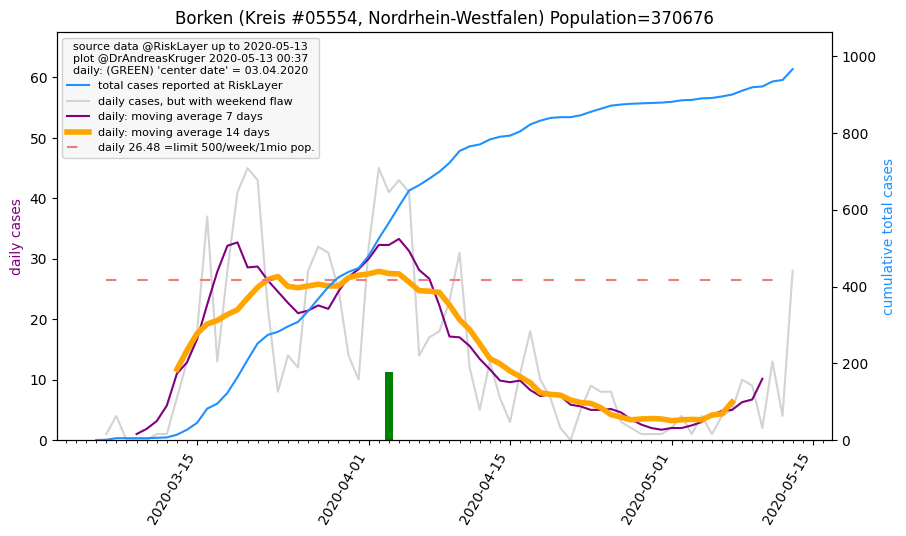 Borken (Kreis #05554, Nordrhein-Westfalen) Population=370676
source data @RiskLayer up to 2020-05-13
plot @DrAndreasKruger 2020-05-13 00:37
daily: (GREEN) 'center date' = 03.04.2020
total cases reported at RiskLayer
daily cases, but with weekend flaw
daily: moving average 7 days
daily: moving average 14 days
daily 26.48 =limit 500/week/1mio pop.
daily cases
60
50
40
30
20
10
0
1000
800
600
400
200
0
cumulative total cases
2020-03-15
2020-04-01
2020-04-15
2020-05-01
2020-05-15